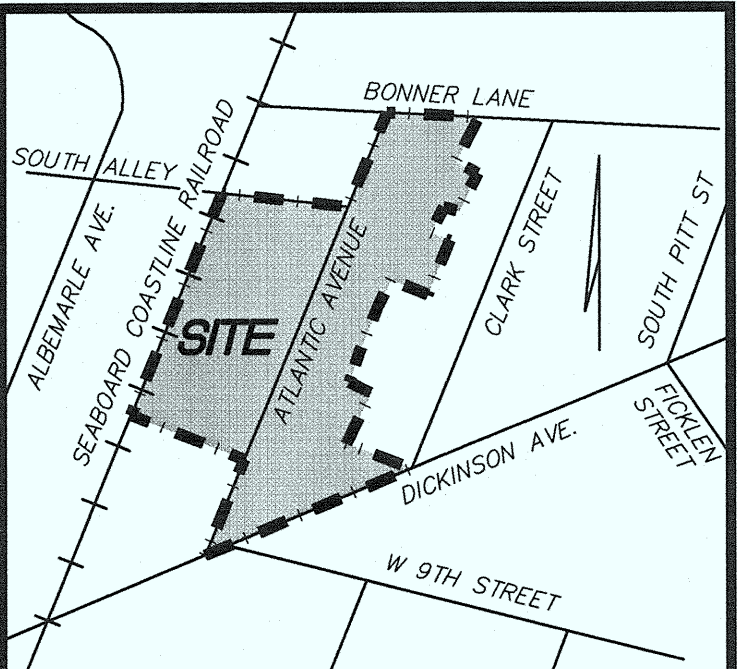 BONNER LANE
SOUTH ALLEY
SEABOARD COASTLINE RAILROAD
ALBEMARLE AVE.
SITE
ATLANTIC AVENUE
CLARK STREET
SOUTH PITT ST
FICKLEN
STREET
DICKINSON AVE.
W 9TH STREET